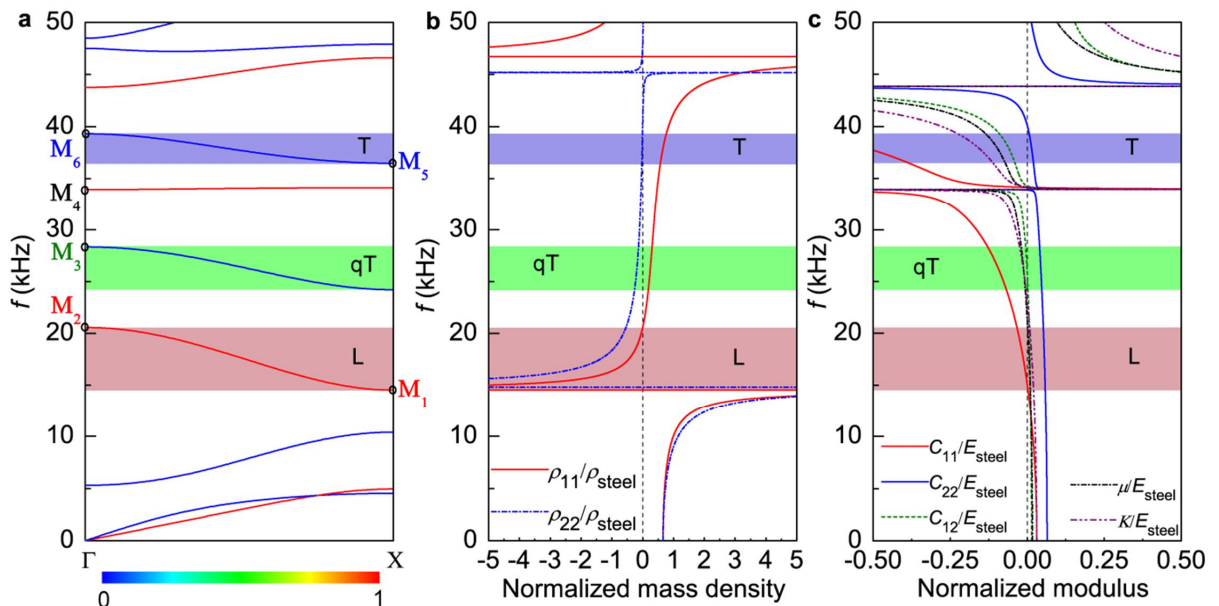 a
50
40
30
20
10
0
f (kHz)
M6
M4
M3
M2
T
M5
qT
L
M1
Γ
X
0
1
b
50
40
30
20
10
0
f (kHz)
T
qT
L
ρ11/ρsteel
ρ22/ρsteel
-5 -4 -3 -2 -1 0 1 2 3 4 5
Normalized mass density
c
50
40
30
20
10
0
f (kHz)
T
qT
L
C11/Esteel
C22/Esteel
C12/Esteel
μ/Esteel
K/Esteel
-0.50 -0.25 0.00 0.25 0.50
Normalized modulus